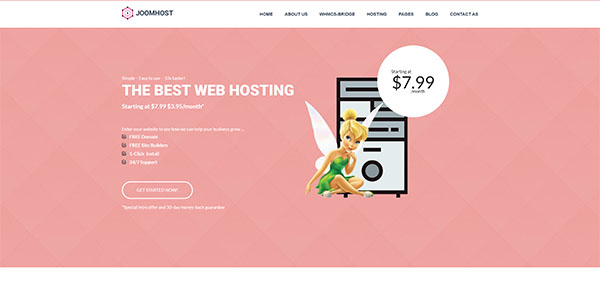 JOOMHOST
HOME ABOUT US WHMCS-BRIDGE HOSTING PAGES BLOG CONTACT AS
Simple - Easy to use - 10x faster!
THE BEST WEB HOSTING
Starting at $7.99 $3.95/month*
Enter your website to see how we can help your business grow ...
FREE Domain
FREE Site Builders
1-Click Install
24/7 Support
GET STARTED NOW!
*Special intro offer and 30-day money-back guarantee
Starting at
$7.99
/month